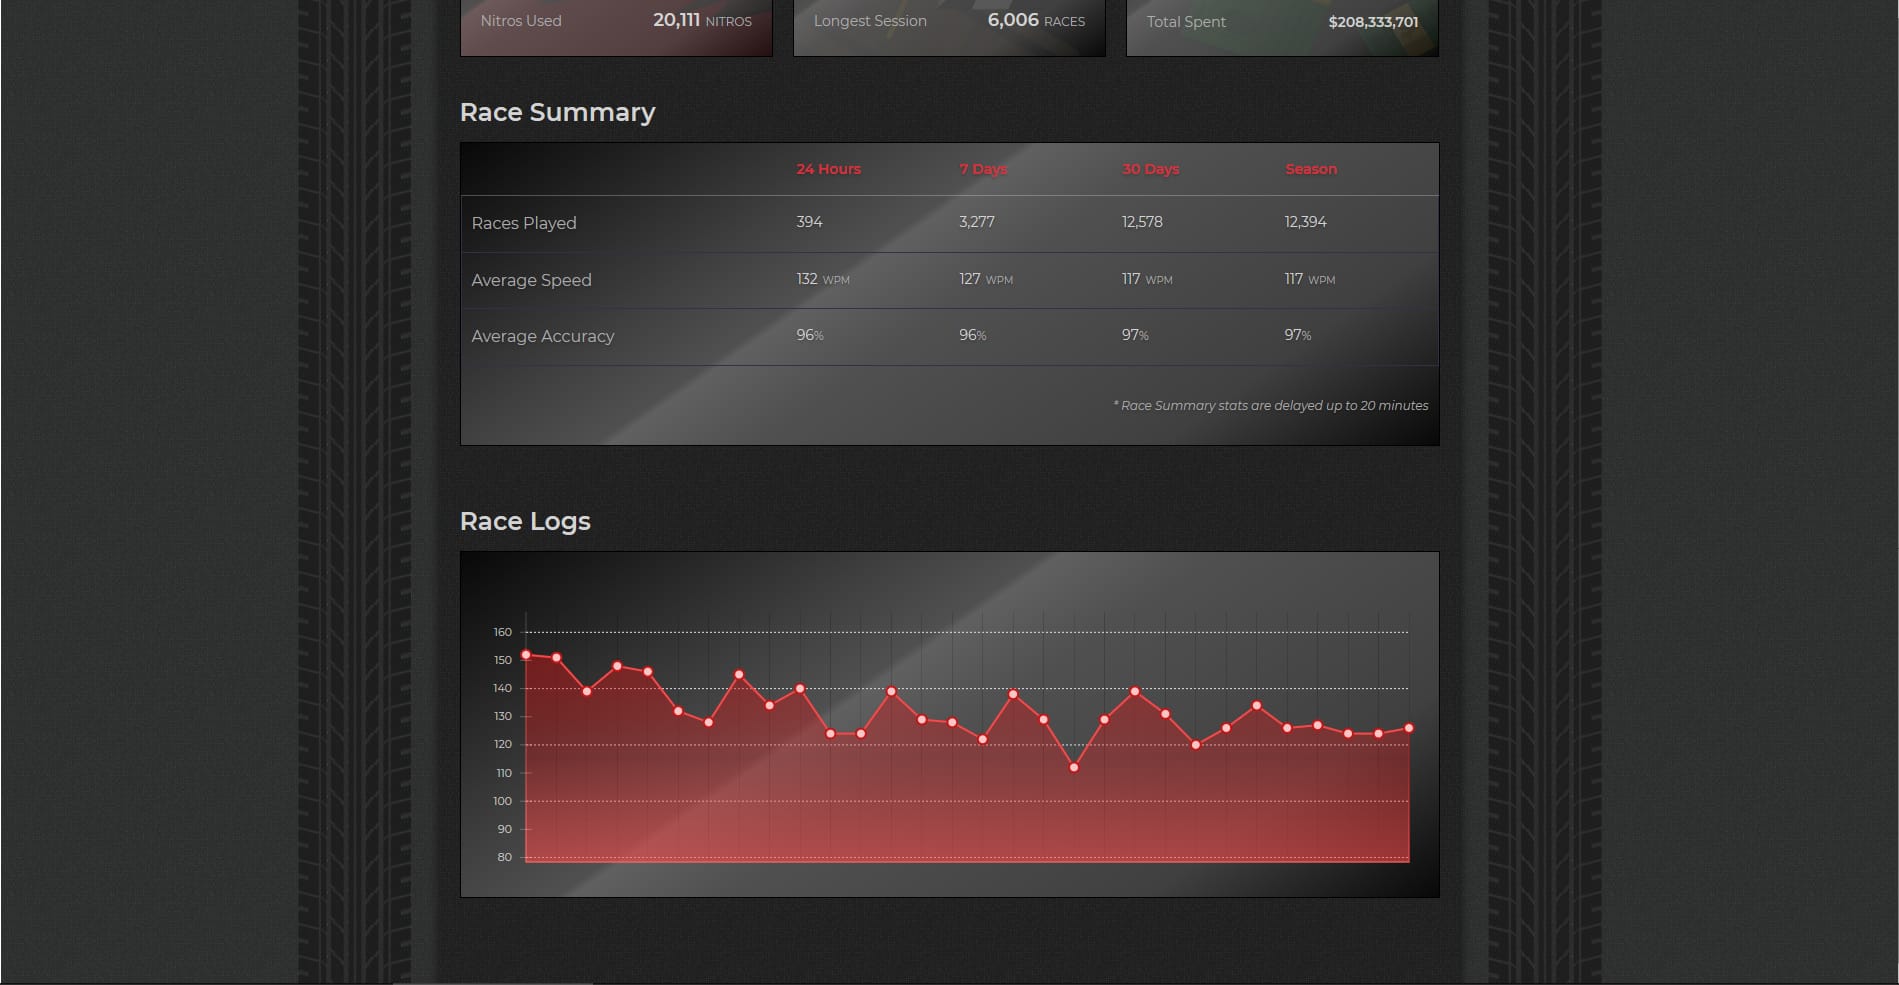 Nitros Used 20,111 NITROS Longest Session 6,006 RACES Total Spent $208,333,701
Race Summary
24 Hours 7 Days 30 Days Season
Races Played 394 3,277 12,578 12,394
Average Speed 132 WPM 127 WPM 117 WPM 117 WPM
Average Accuracy 96% 96% 97% 97%
* Race Summary stats are delayed up to 20 minutes
Race Logs
160
150
140
130
120
110
100
90
80